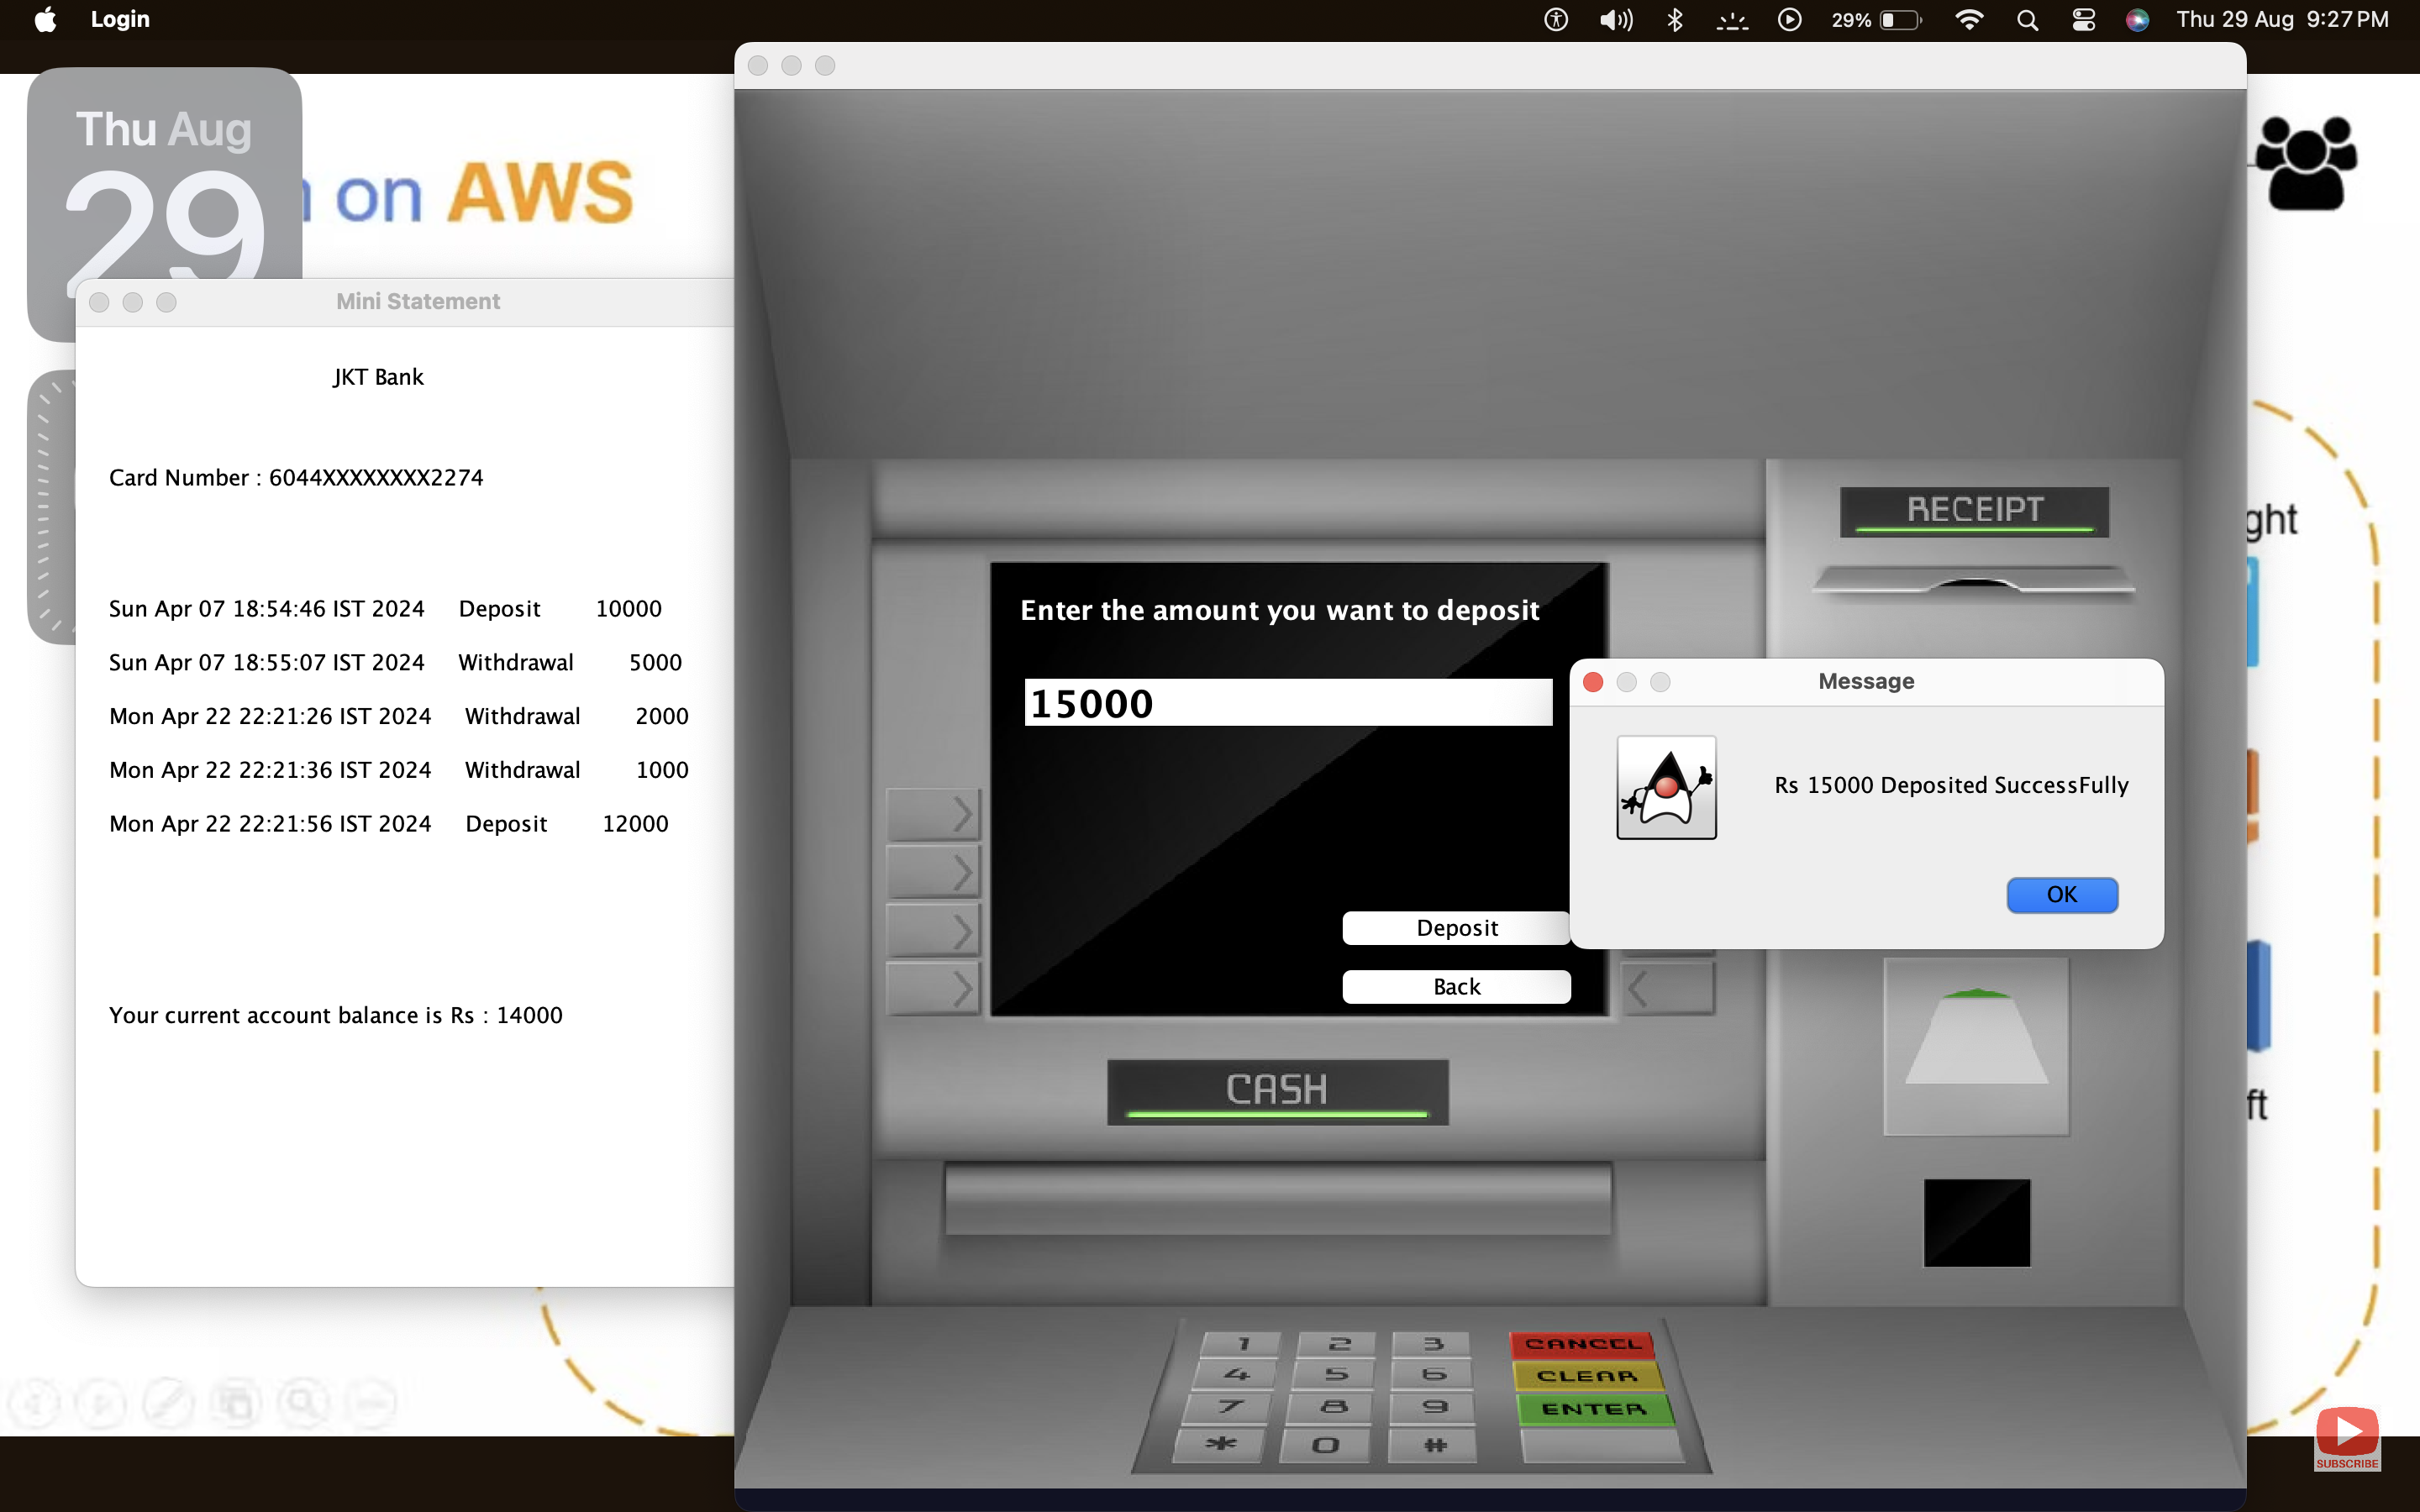 Login
29%
Thu 29 Aug 9:27 PM
Thu Aug
29
on AWS
Mini Statement
JKT Bank
Card Number : 6044XXXXXXXX2274
Sun Apr 07 18:54:46 IST 2024 Deposit 10000
Sun Apr 07 18:55:07 IST 2024 Withdrawal 5000
Mon Apr 22 22:21:26 IST 2024 Withdrawal 2000
Mon Apr 22 22:21:36 IST 2024 Withdrawal 1000
Mon Apr 22 22:21:56 IST 2024 Deposit 12000
Your current account balance is Rs : 14000
RECEIPT
Enter the amount you want to deposit
15000
Deposit
Back
Message
Rs 15000 Deposited SuccessFully
OK
CASH
1 2 3 CANCEL
4 5 6 CLEAR
7 8 9 ENTER
* 0 #
ght
ft
SUBSCRIBE